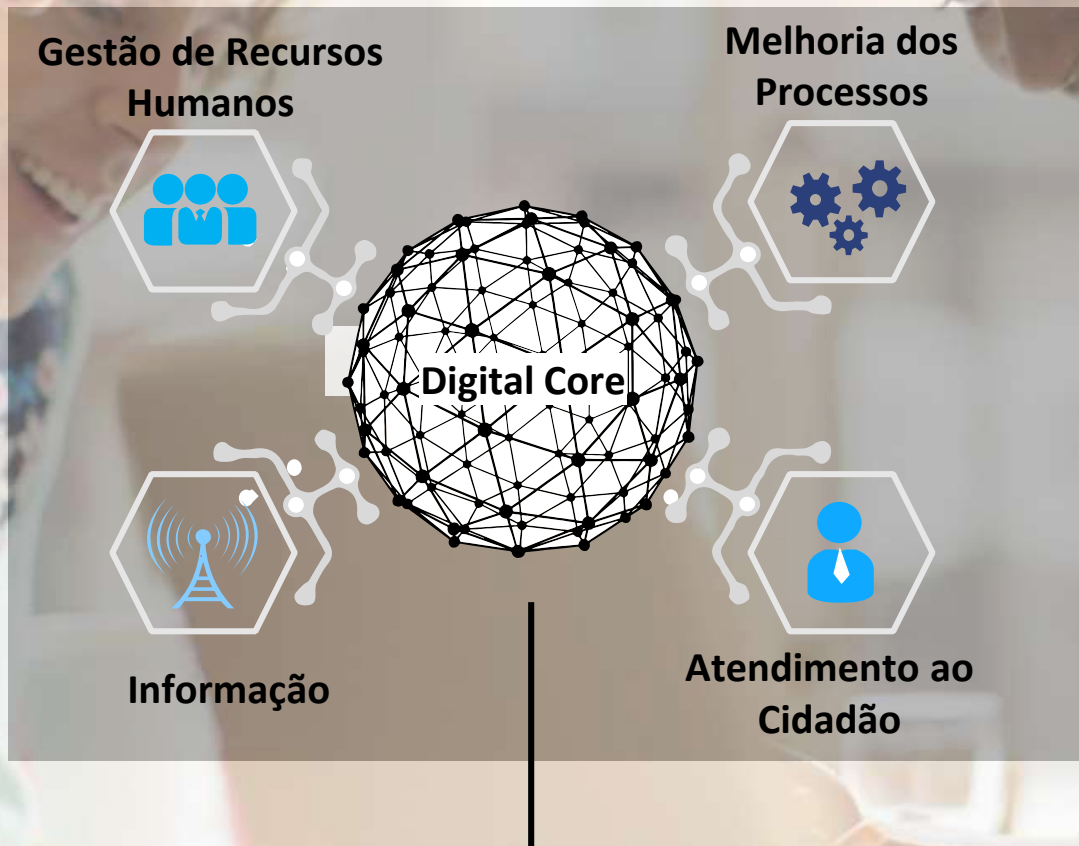 Gestão de Recursos
Humanos
Melhoria dos
Processos
Digital Core
Informação
Atendimento ao
Cidadão